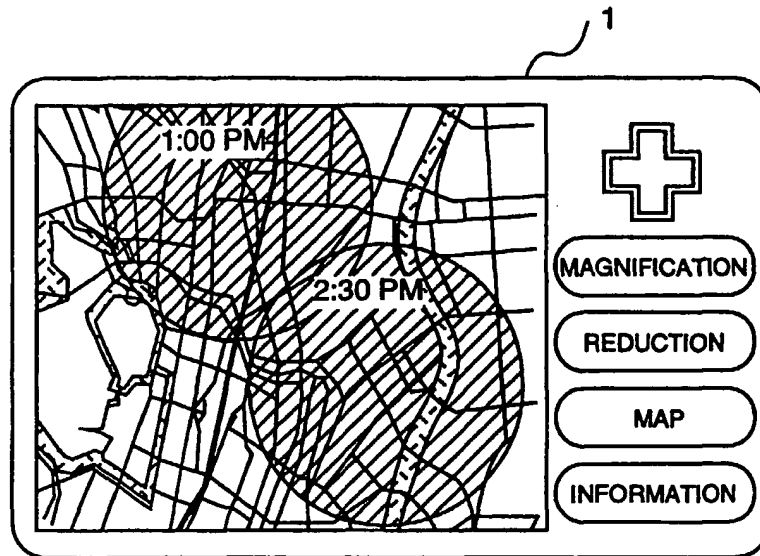 1
1:00 PM
2:30 PM
MAGNIFICATION
REDUCTION
MAP
INFORMATION